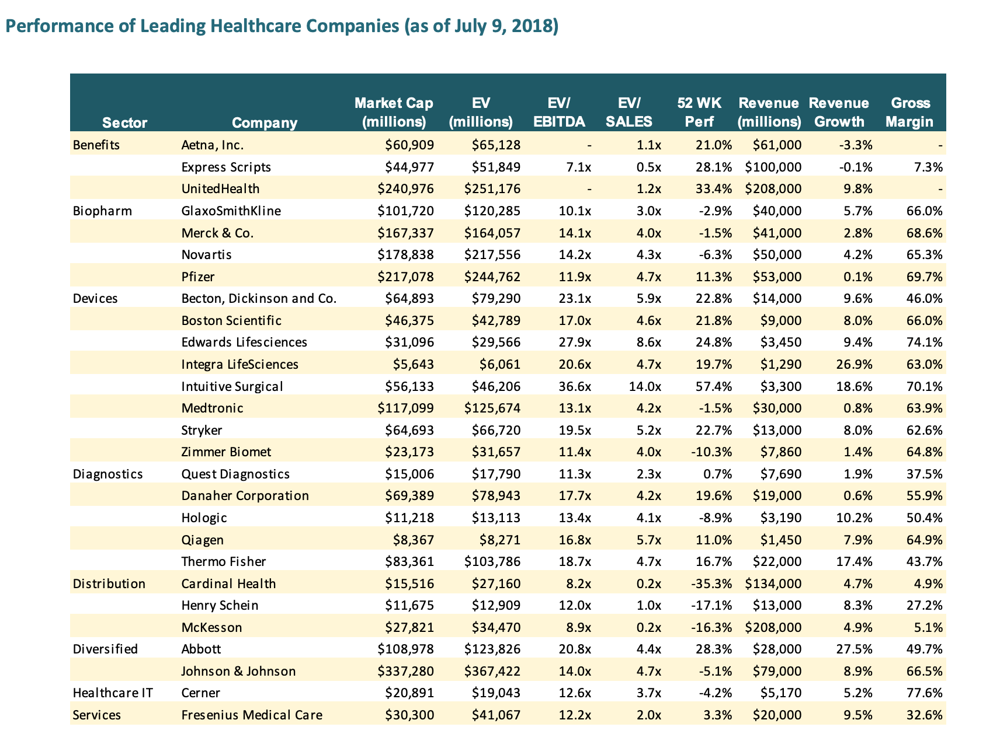 Performance of Leading Healthcare Companies (as of July 9, 2018)
Sector Company Market Cap (millions) EV (millions) EV/ EBITDA EV/ SALES 52 WK Perf Revenue (millions) Revenue Growth Gross Margin
Benefits Aetna, Inc. $60,909 $65,128 - 1.1x 21.0% $61,000 -3.3% -
Express Scripts $44,977 $51,849 7.1x 0.5x 28.1% $100,000 -0.1% 7.3%
UnitedHealth $240,976 $251,176 - 1.2x 33.4% $208,000 9.8% -
Biopharm GlaxoSmithKline $101,720 $120,285 10.1x 3.0x -2.9% $40,000 5.7% 66.0%
Merck & Co. $167,337 $164,057 14.1x 4.0x -1.5% $41,000 2.8% 68.6%
Novartis $178,838 $217,556 14.2x 4.3x -6.3% $50,000 4.2% 65.3%
Pfizer $217,078 $244,762 11.9x 4.7x 11.3% $53,000 0.1% 69.7%
Devices Becton, Dickinson and Co. $64,893 $79,290 23.1x 5.9x 22.8% $14,000 9.6% 46.0%
Boston Scientific $46,375 $42,789 17.0x 4.6x 21.8% $9,000 8.0% 66.0%
Edwards Lifesciences $31,096 $29,566 27.9x 8.6x 24.8% $3,450 9.4% 74.1%
Integra LifeSciences $5,643 $6,061 20.6x 4.7x 19.7% $1,290 26.9% 63.0%
Intuitive Surgical $56,133 $46,206 36.6x 14.0x 57.4% $3,300 18.6% 70.1%
Medtronic $117,099 $125,674 13.1x 4.2x -1.5% $30,000 0.8% 63.9%
Stryker $64,693 $66,720 19.5x 5.2x 22.7% $13,000 8.0% 62.6%
Zimmer Biomet $23,173 $31,657 11.4x 4.0x -10.3% $7,860 1.4% 64.8%
Diagnostics Quest Diagnostics $15,006 $17,790 11.3x 2.3x 0.7% $7,690 1.9% 37.5%
Danaher Corporation $69,389 $78,943 17.7x 4.2x 19.6% $19,000 0.6% 55.9%
Hologic $11,218 $13,113 13.4x 4.1x -8.9% $3,190 10.2% 50.4%
Qiagen $8,367 $8,271 16.8x 5.7x 11.0% $1,450 7.9% 64.9%
Thermo Fisher $83,361 $103,786 18.7x 4.7x 16.7% $22,000 17.4% 43.7%
Distribution Cardinal Health $15,516 $27,160 8.2x 0.2x -35.3% $134,000 4.7% 4.9%
Henry Schein $11,675 $12,909 12.0x 1.0x -17.1% $13,000 8.3% 27.2%
McKesson $27,821 $34,470 8.9x 0.2x -16.3% $208,000 4.9% 5.1%
Diversified Abbott $108,978 $123,826 20.8x 4.4x 28.3% $28,000 27.5% 49.7%
Johnson & Johnson $337,280 $367,422 14.0x 4.7x -5.1% $79,000 8.9% 66.5%
Healthcare IT Cerner $20,891 $19,043 12.6x 3.7x -4.2% $5,170 5.2% 77.6%
Services Fresenius Medical Care $30,300 $41,067 12.2x 2.0x 3.3% $20,000 9.5% 32.6%